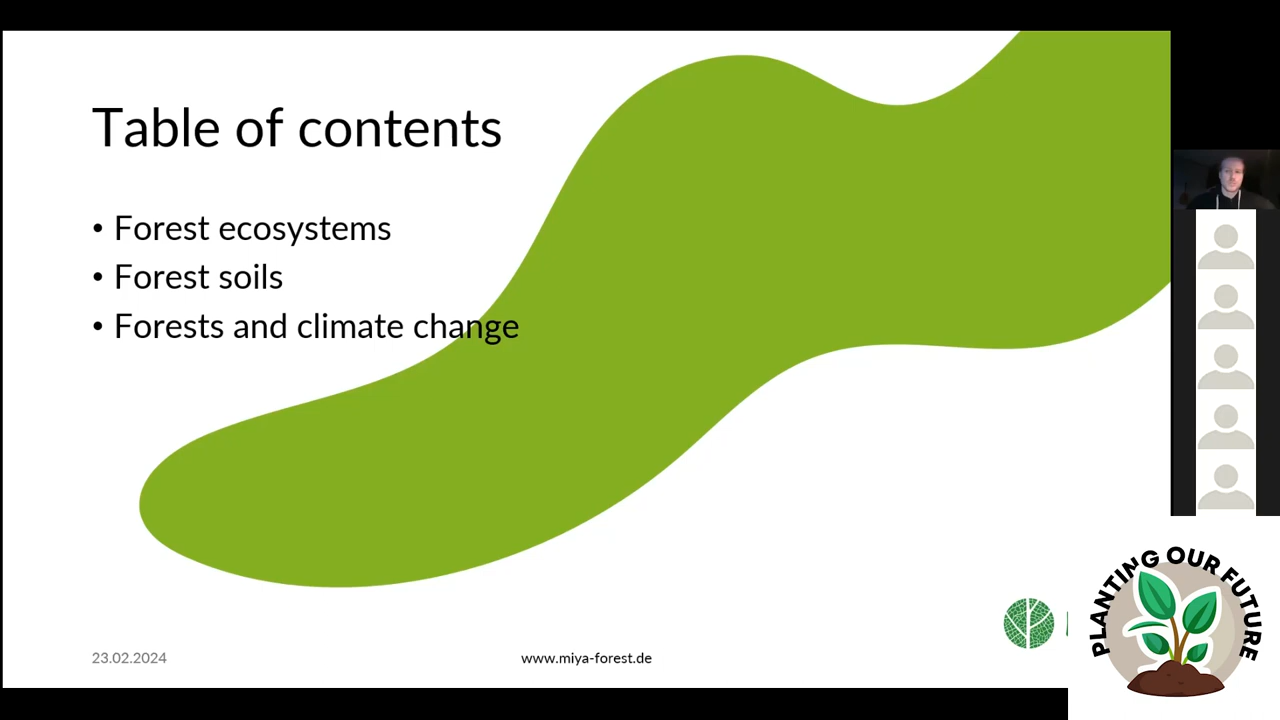 Table of contents
• Forest ecosystems
• Forest soils
• Forests and climate change
23.02.2024
www.miya-forest.de
PLANTING OUR FUTURE